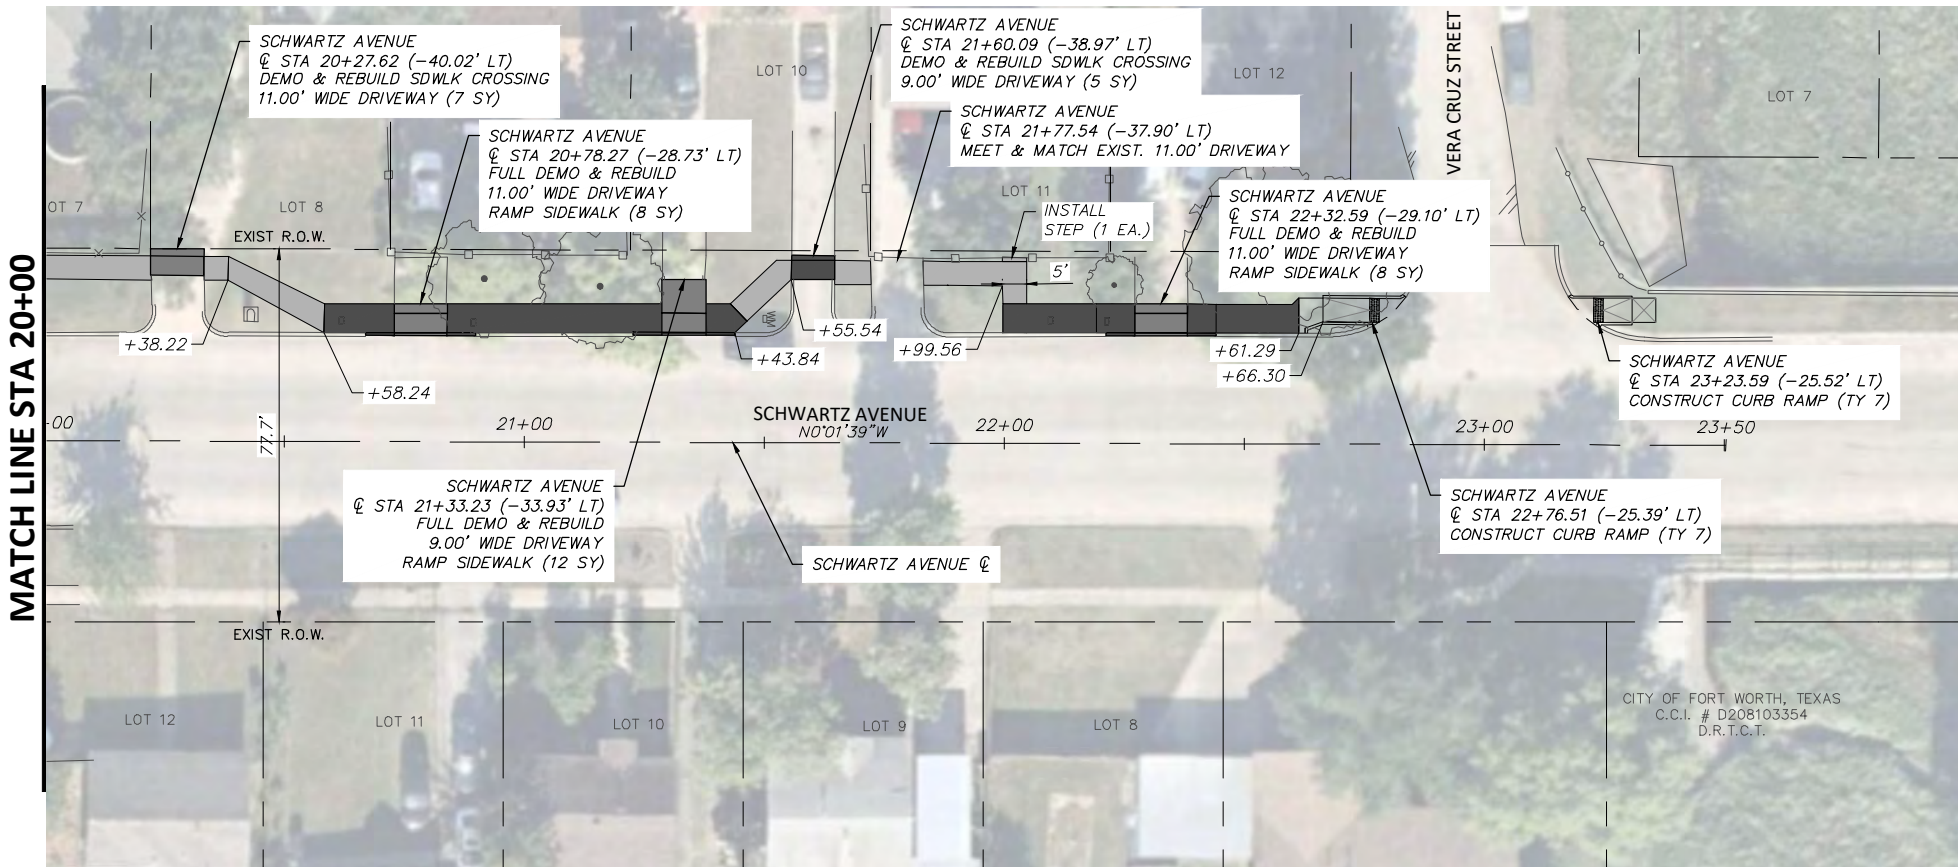 SCHWARTZ AVENUE
℄ STA 20+27.62 (-40.02' LT)
DEMO & REBUILD SDWLK CROSSING
11.00' WIDE DRIVEWAY (7 SY)
SCHWARTZ AVENUE
℄ STA 20+78.27 (-28.73' LT)
FULL DEMO & REBUILD
11.00' WIDE DRIVEWAY
RAMP SIDEWALK (8 SY)
LOT 10
SCHWARTZ AVENUE
℄ STA 21+60.09 (-38.97' LT)
DEMO & REBUILD SDWLK CROSSING
9.00' WIDE DRIVEWAY (5 SY)
SCHWARTZ AVENUE
℄ STA 21+77.54 (-37.90' LT)
MEET & MATCH EXIST. 11.00' DRIVEWAY
LOT 12
VERA CRUZ STREET
LOT 7
OT 7
LOT 8
EXIST R.O.W.
LOT 11
INSTALL
STEP (1 EA.)
5'
SCHWARTZ AVENUE
℄ STA 22+32.59 (-29.10' LT)
FULL DEMO & REBUILD
11.00' WIDE DRIVEWAY
RAMP SIDEWALK (8 SY)
WM
+38.22
+58.24
+43.84
+55.54
+99.56
+61.29
+66.30
SCHWARTZ AVENUE
℄ STA 23+23.59 (-25.52' LT)
CONSTRUCT CURB RAMP (TY 7)
MATCH LINE STA 20+00
-00
77.7'
21+00
SCHWARTZ AVENUE
N0°01'39"W
22+00
23+00
23+50
SCHWARTZ AVENUE
℄ STA 21+33.23 (-33.93' LT)
FULL DEMO & REBUILD
9.00' WIDE DRIVEWAY
RAMP SIDEWALK (12 SY)
SCHWARTZ AVENUE ℄
SCHWARTZ AVENUE
℄ STA 22+76.51 (-25.39' LT)
CONSTRUCT CURB RAMP (TY 7)
EXIST R.O.W.
LOT 12
LOT 11
LOT 10
LOT 9
LOT 8
CITY OF FORT WORTH, TEXAS
C.C.I. # D208103354
D.R.T.C.T.